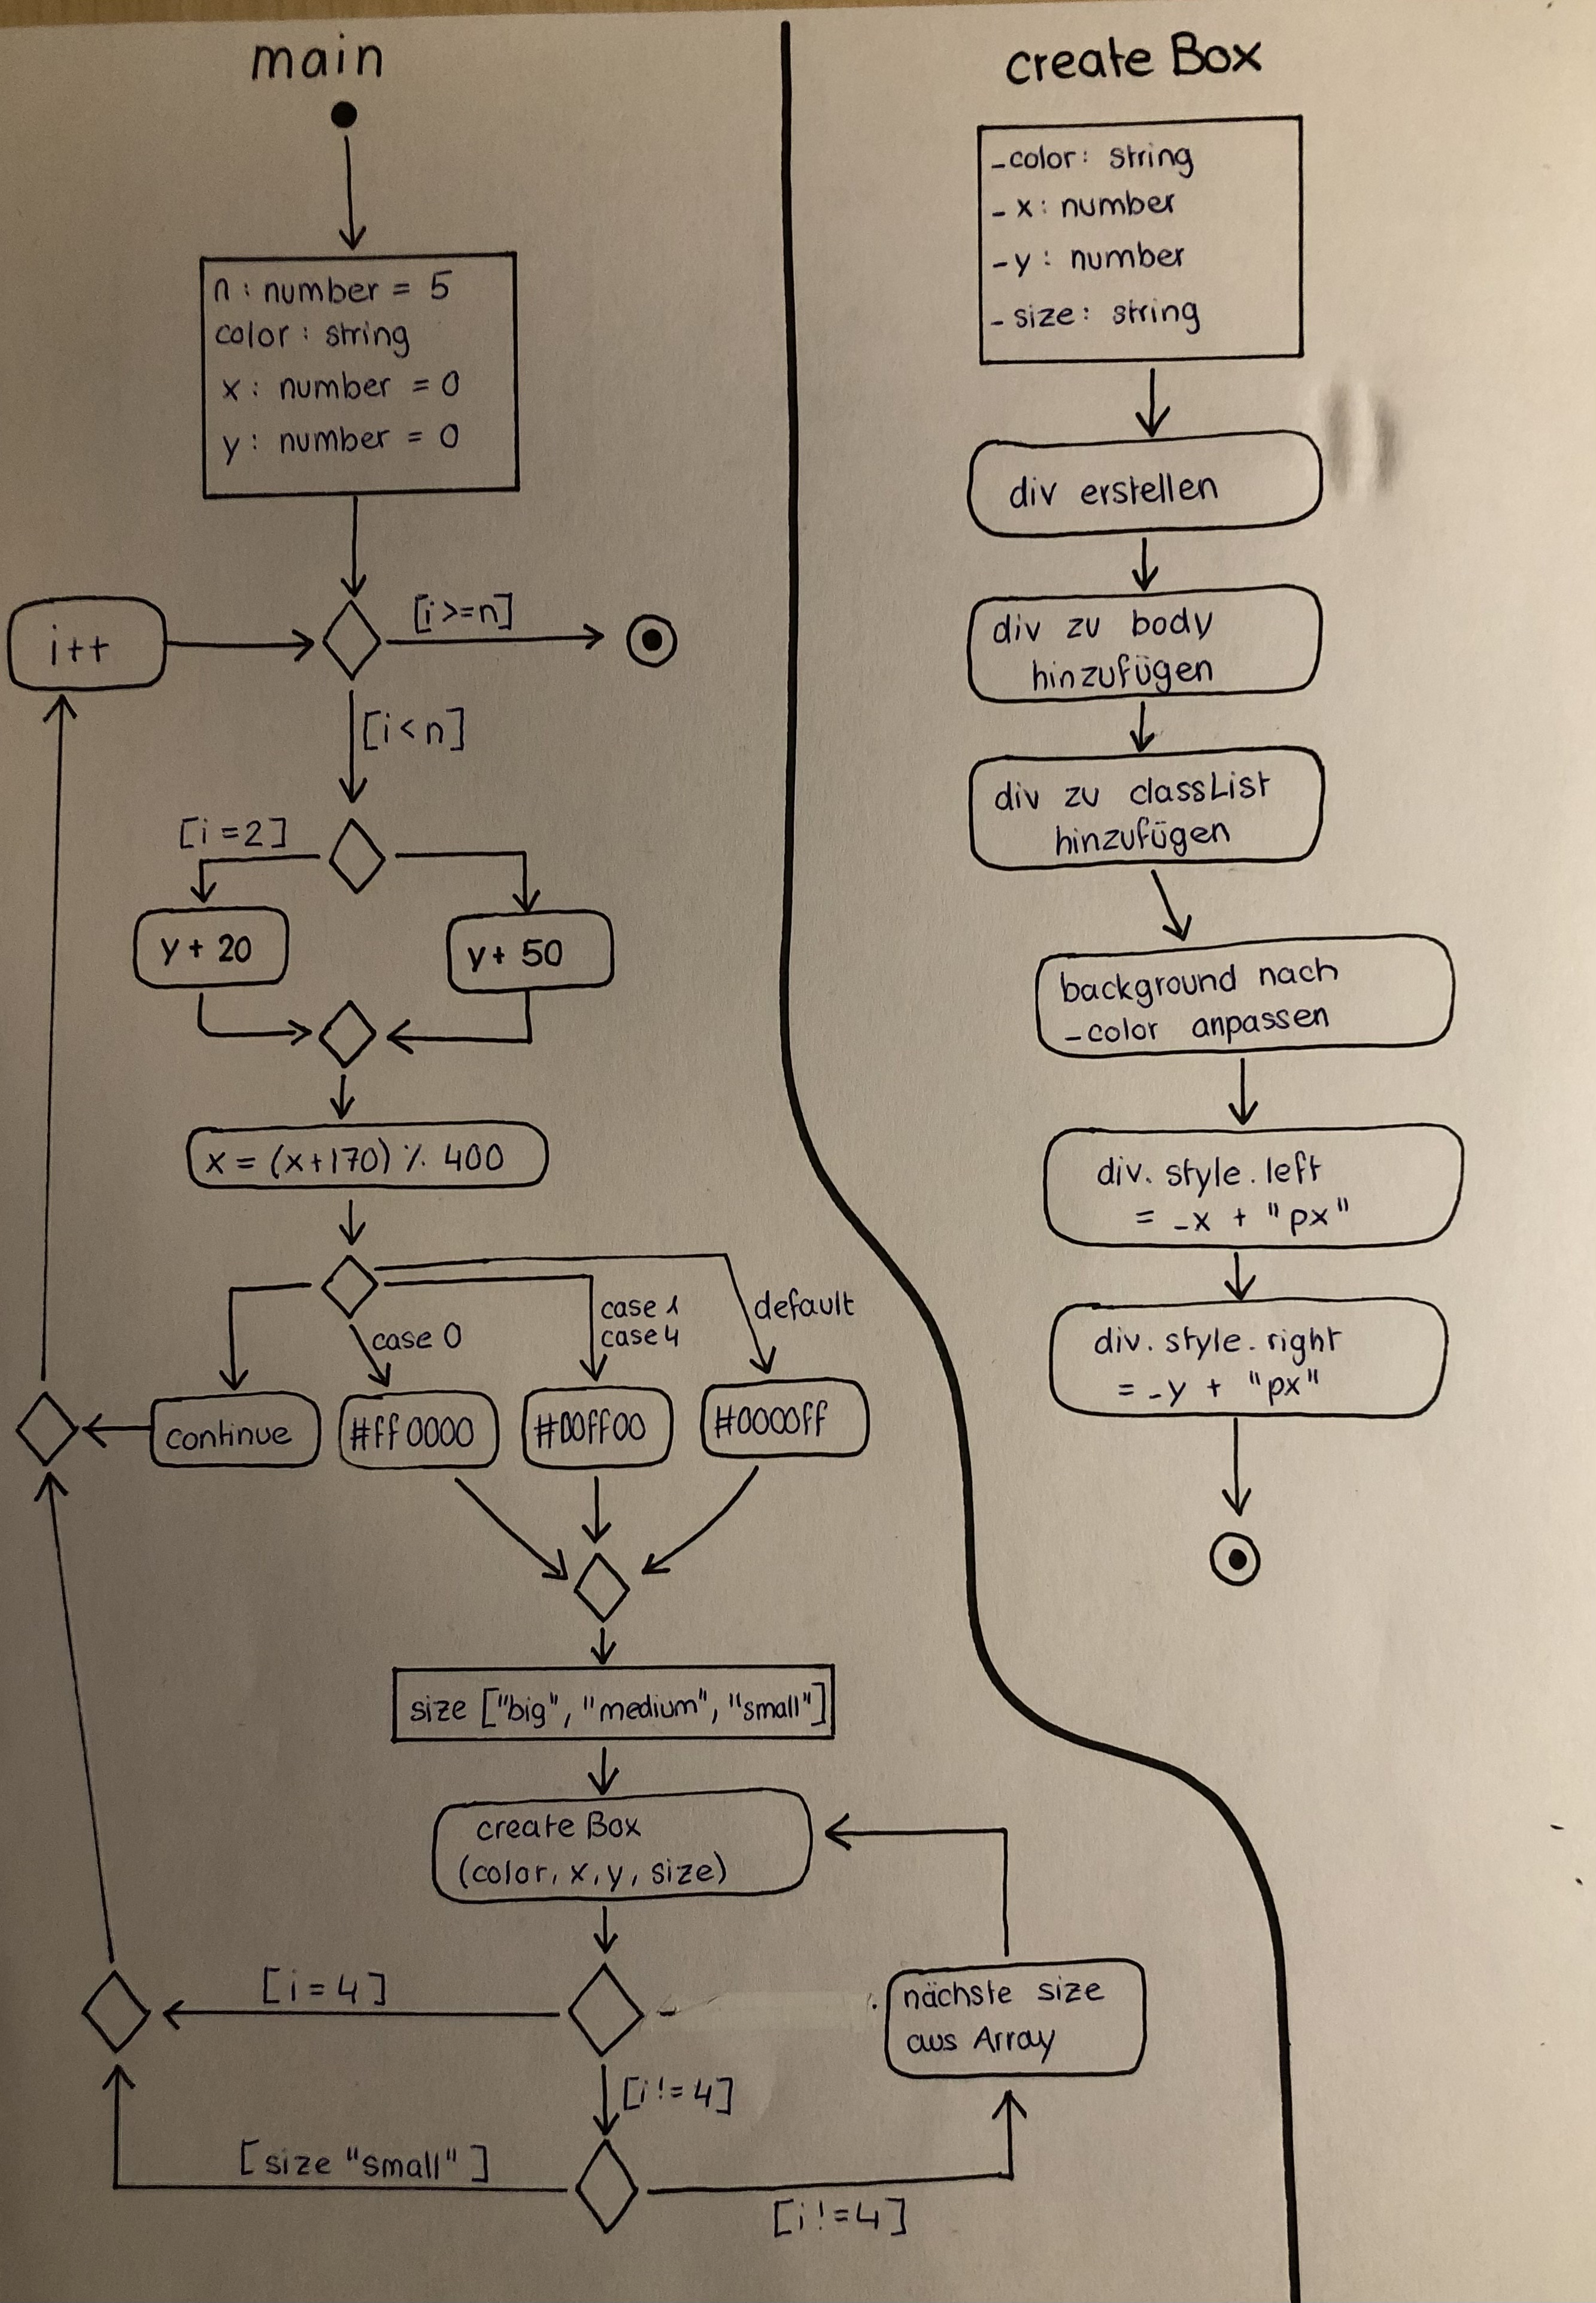 main
n : number = 5
color : string
x : number = 0
y : number = 0
i++
[i>=n]
[i<n]
[i=2]
y + 20
y + 50
x = (x+170) % 400
case 0
case 1
case 4
default
continue
#ff0000
#00ff00
#0000ff
size ["big", "medium", "small"]
create Box
(color, x, y, size)
[i=4]
nächste size
aus Array
[i!=4]
[size "small"]
[i!=4]
create Box
_color: string
_x: number
_y: number
_size: string
div erstellen
div zu body
hinzufügen
div zu classList
hinzufügen
background nach
_color anpassen
div.style.left
= _x + "px"
div.style.right
= _y + "px"